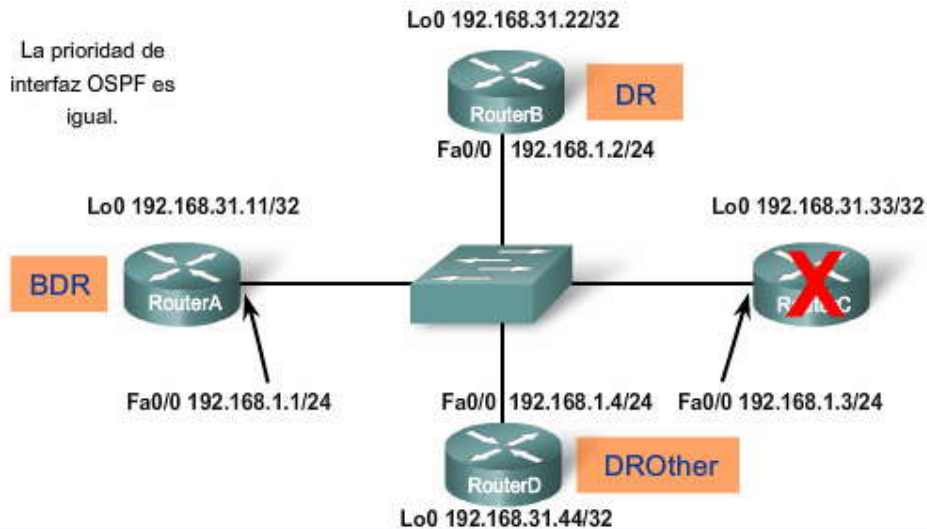 Lo0 192.168.31.22/32
La prioridad de
interfaz OSPF es
igual.
RouterB
DR
Fa0/0 192.168.1.2/24
Lo0 192.168.31.11/32
Lo0 192.168.31.33/32
BDR
RouterA
RouterC
Fa0/0 192.168.1.1/24
Fa0/0 192.168.1.4/24
Fa0/0 192.168.1.3/24
RouterD
DROther
Lo0 192.168.31.44/32